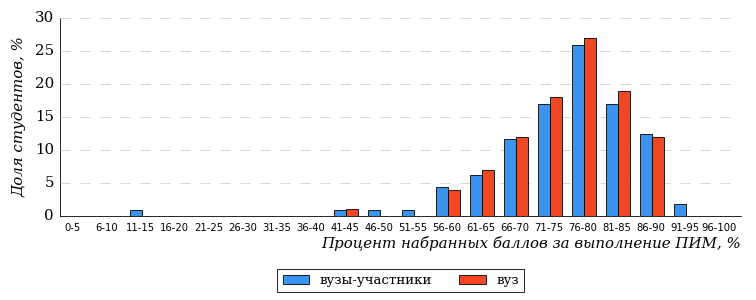 30
25
20
15
10
5
0
Доля студентов, %
0-5 6-10 11-15 16-20 21-25 26-30 31-35 36-40 41-45 46-50 51-55 56-60 61-65 66-70 71-75 76-80 81-85 86-90 91-95 96-100
Процент набранных баллов за выполнение ПИМ, %
вузы-участники вуз